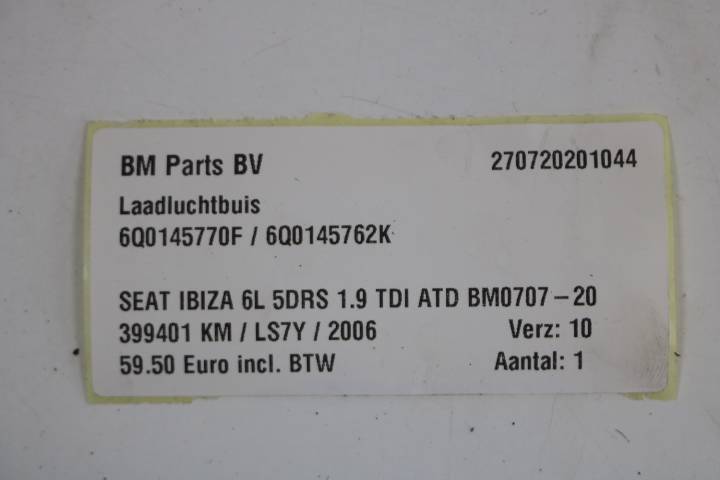 BM Parts BV 270720201044
Laadluchtbuis
6Q0145770F / 6Q0145762K
SEAT IBIZA 6L 5DRS 1.9 TDI ATD BM0707-20
399401 KM / LS7Y / 2006 Verz: 10
59.50 Euro incl. BTW Aantal: 1